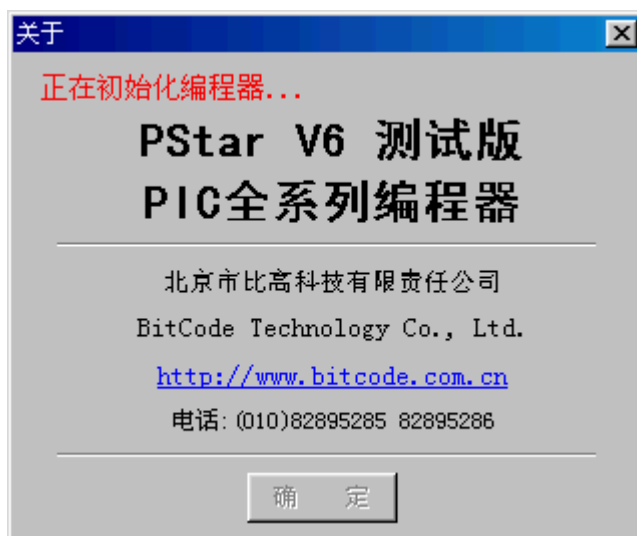 关于
正在初始化编程器...
PStar V6 测试版
PIC全系列编程器
北京市比高科技有限责任公司
BitCode Technology Co., Ltd.
http://www.bitcode.com.cn
电话: (010)82895285 82895286
确 定